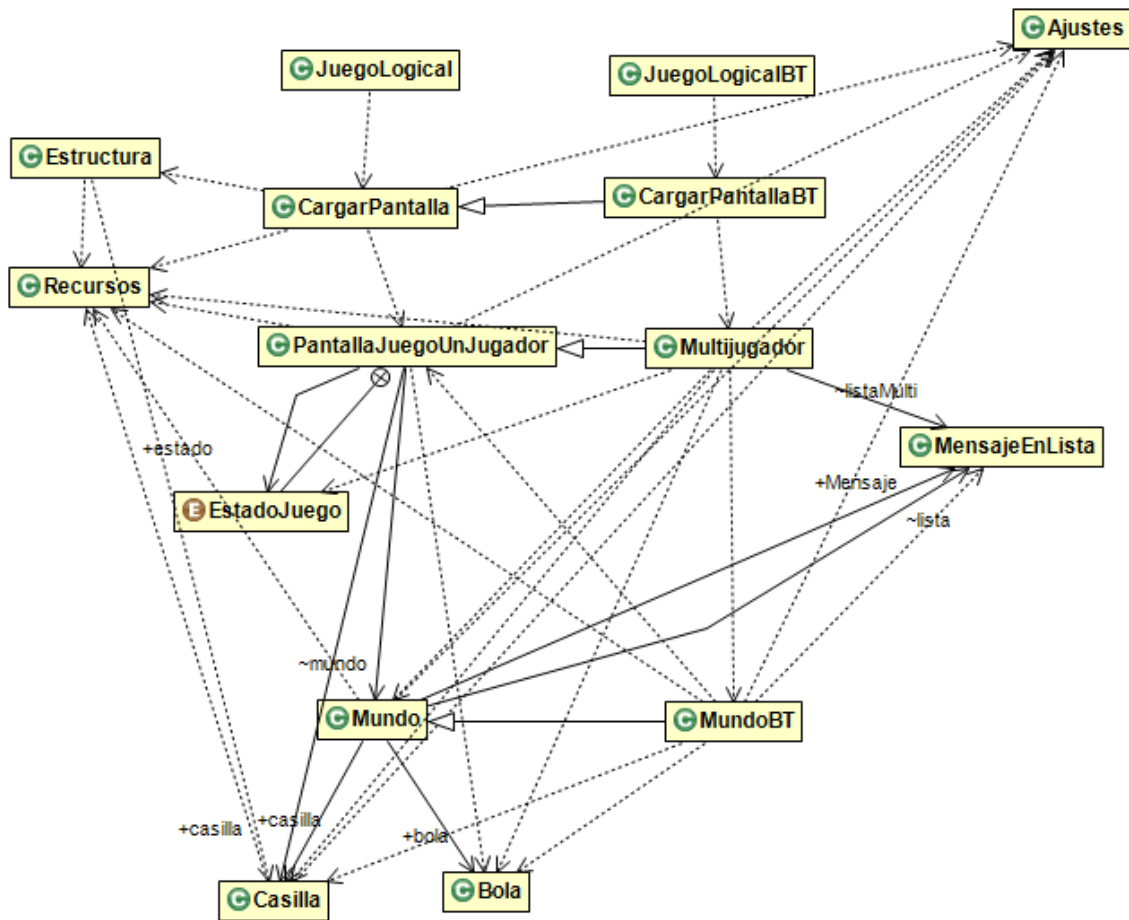 C Ajustes
C JuegoLogical
C JuegoLogicalBT
C Estructura
C CargarPantalla
C CargarPantallaBT
C Recursos
C PantallaJuegoUnJugador
C Multijugador
~listaMulti
+estado
C MensajeEnLista
+Mensaje
E EstadoJuego
~lista
~mundo
C Mundo
C MundoBT
+casilla
+casilla
+bola
C Casilla
C Bola